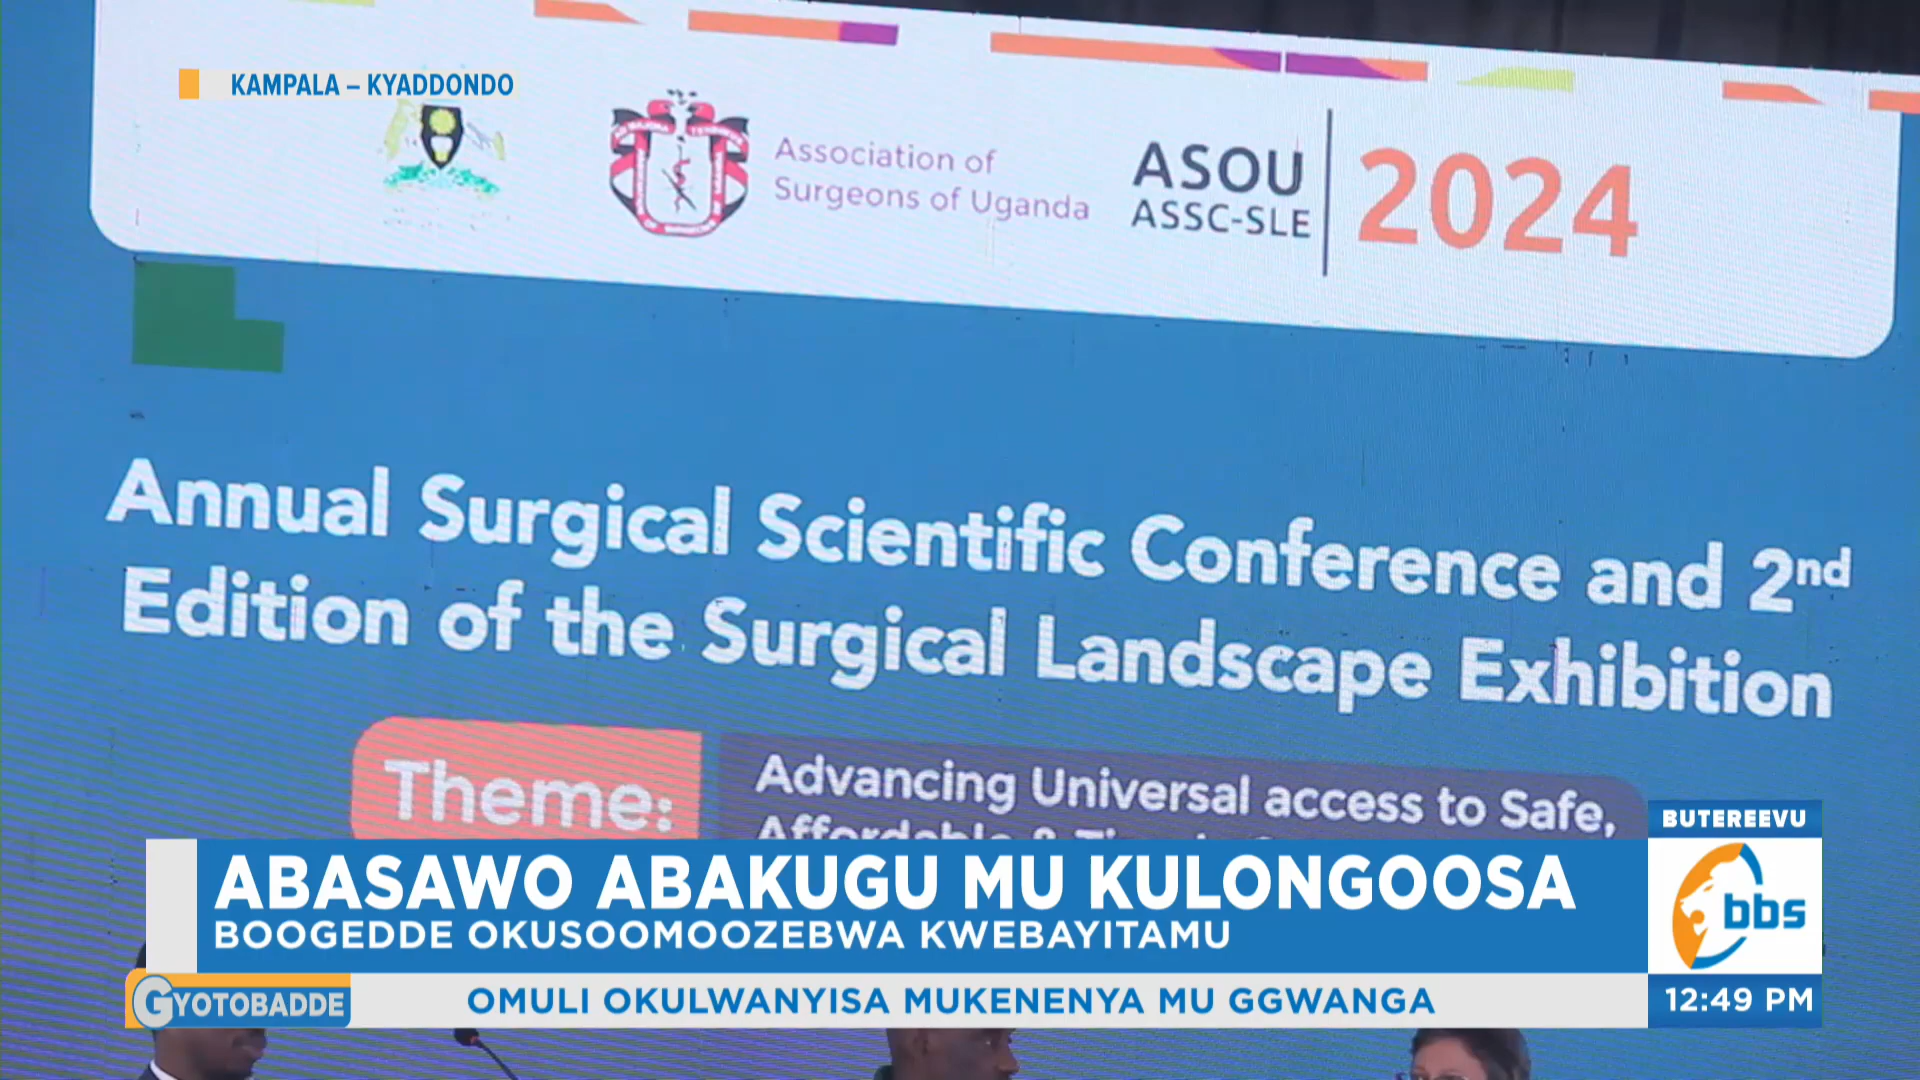 KAMPALA – KYADDONDO
Association of
Surgeons of Uganda
ASOU
ASSC-SLE
2024
Annual Surgical Scientific Conference and 2nd
Edition of the Surgical Landscape Exhibition
Theme:
Advancing Universal access to Safe,
BUTEREEVU
ABASAWO ABAKUGU MU KULONGOOSA
BOOGEDDE OKUSOOMOOZEBWA KWEBAYITAMU
bbs
GYOTOBADDE
OMULI OKULWANYISA MUKENENYA MU GGWANGA
12:49 PM